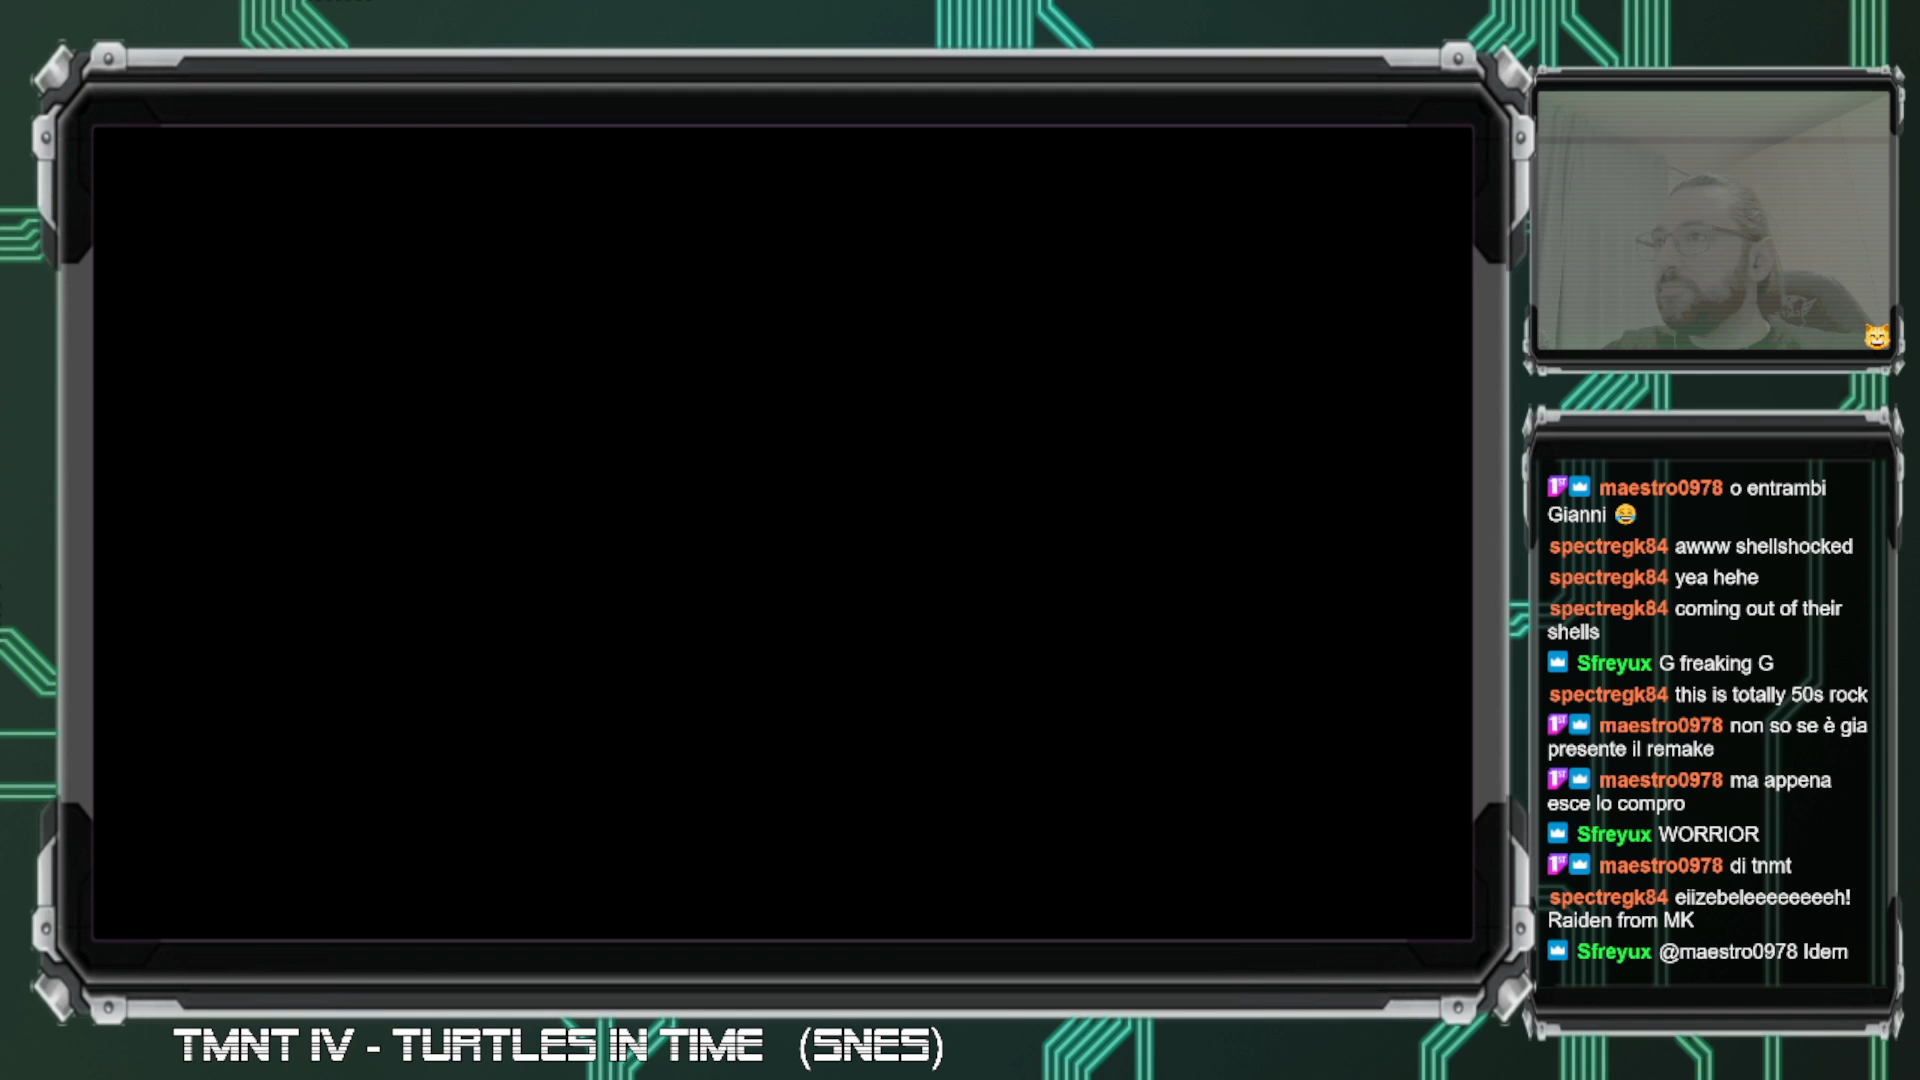 maestro0978 o entrambi
Gianni 😂
spectregk84 awww shellshocked
spectregk84 yea hehe
spectregk84 coming out of their
shells
Sfreyux G freaking G
spectregk84 this is totally 50s rock
maestro0978 non so se è gia
presente il remake
maestro0978 ma appena
esce lo compro
Sfreyux WORRIOR
maestro0978 di tnmt
spectregk84 eiizebeleeeeeeeeh!
Raiden from MK
Sfreyux @maestro0978 Idem
TMNT IV - TURTLES IN TIME (SNES)